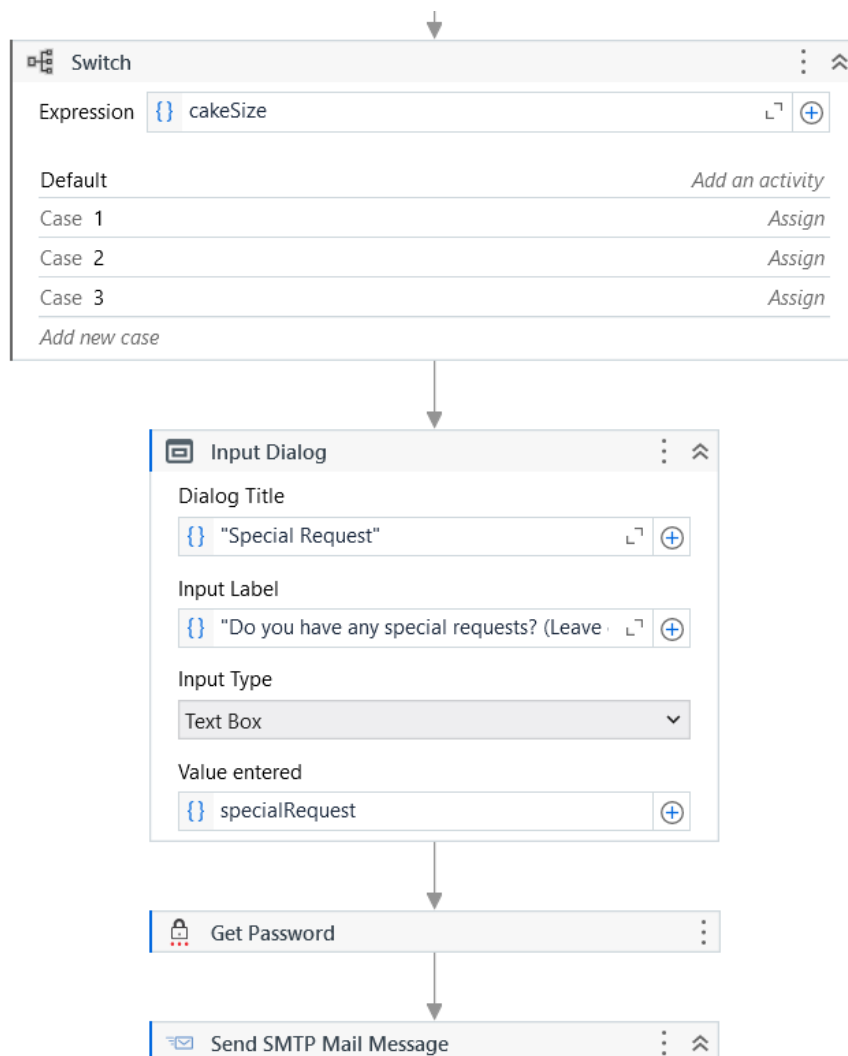 Switch
Expression {} cakeSize
Default Add an activity
Case 1 Assign
Case 2 Assign
Case 3 Assign
Add new case
Input Dialog
Dialog Title
{} "Special Request"
Input Label
{} "Do you have any special requests? (Leave
Input Type
Text Box
Value entered
{} specialRequest
Get Password
Send SMTP Mail Message